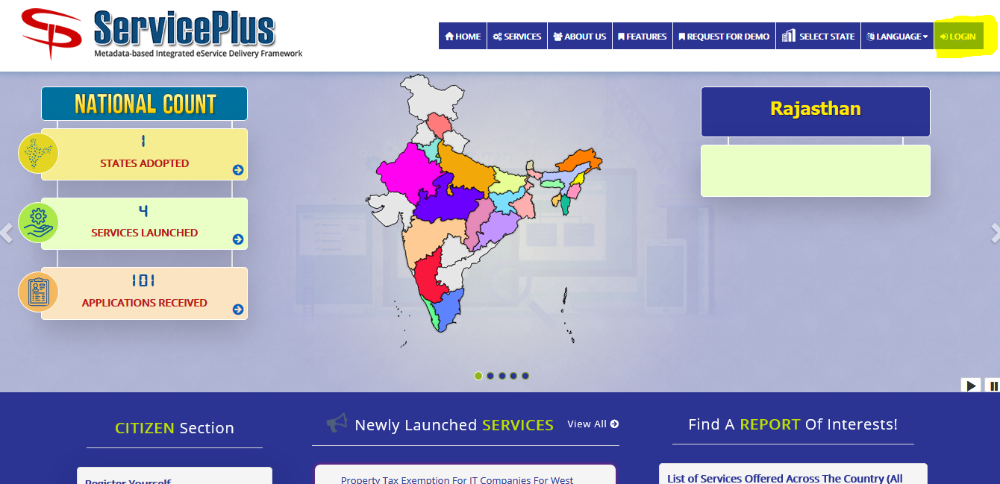 ServicePlus
Metadata-based Integrated eService Delivery Framework
HOME
SERVICES
ABOUT US
FEATURES
REQUEST FOR DEMO
SELECT STATE
LANGUAGE
LOGIN
NATIONAL COUNT
1
STATES ADOPTED
4
SERVICES LAUNCHED
101
APPLICATIONS RECEIVED
Rajasthan
CITIZEN Section
Register Yourself
Newly Launched SERVICES
View All
Property Tax Exemption For IT Companies For West
Find A REPORT Of Interests!
List of Services Offered Across The Country (All